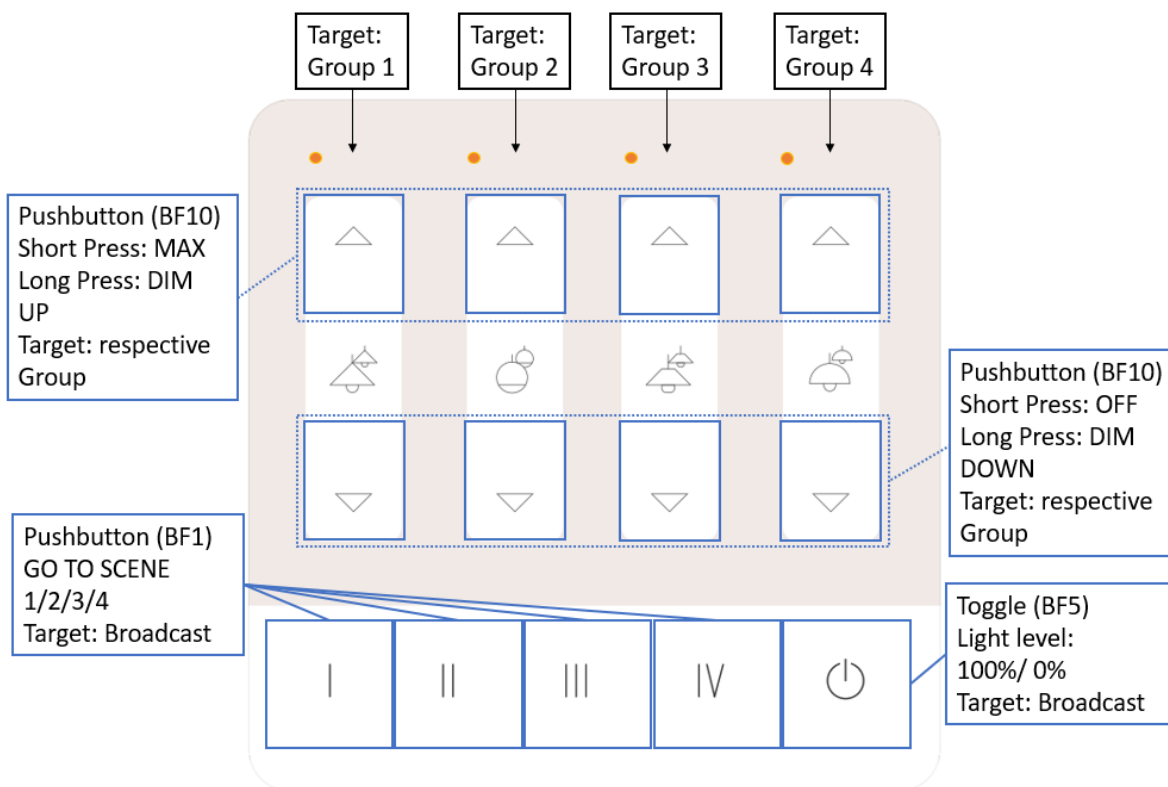 Target:
Group 1
Target:
Group 2
Target:
Group 3
Target:
Group 4
Pushbutton (BF10)
Short Press: MAX
Long Press: DIM
UP
Target: respective
Group
Pushbutton (BF10)
Short Press: OFF
Long Press: DIM
DOWN
Target: respective
Group
Pushbutton (BF1)
GO TO SCENE
1/2/3/4
Target: Broadcast
Toggle (BF5)
Light level:
100%/ 0%
Target: Broadcast
I II III IV